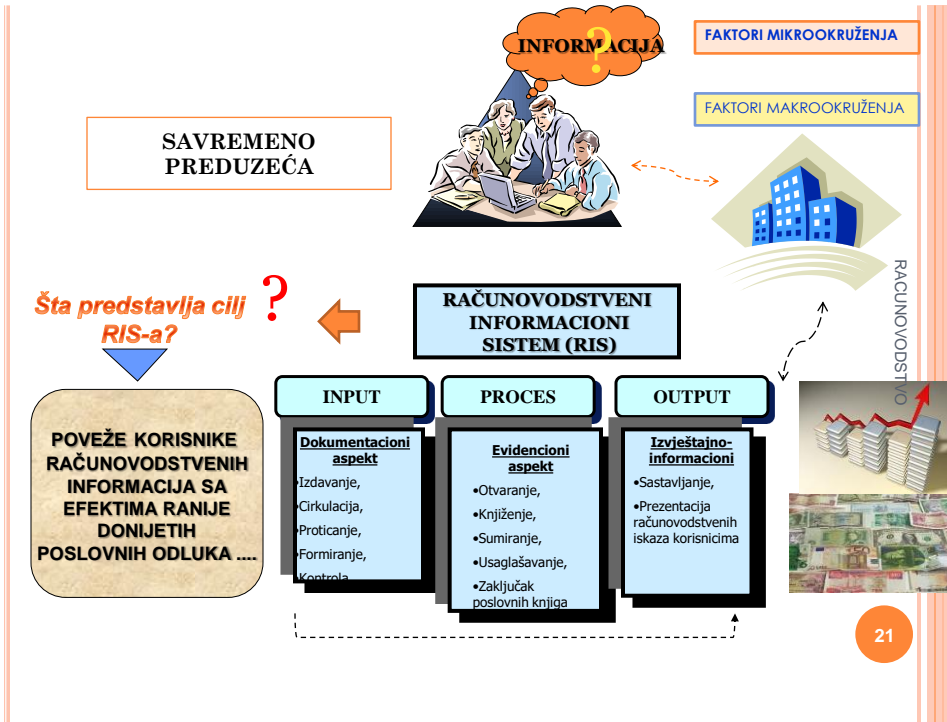 INFORMACIJA
?
FAKTORI MIKROOKRUŽENJA
FAKTORI MAKROOKRUŽENJA
SAVREMENO
PREDUZEĆA
RACUNOVODSTVO
Šta predstavlja cilj
RIS-a?
?
RAČUNOVODSTVENI
INFORMACIONI
SISTEM (RIS)
POVEŽE KORISNIKE
RAČUNOVODSTVENIH
INFORMACIJA SA
EFEKTIMA RANIJE
DONIJETIH
POSLOVNIH ODLUKA ....
INPUT
Dokumentacioni
aspekt
•Izdavanje,
•Cirkulacija,
•Proticanje,
•Formiranje,
•Kontrola
PROCES
Evidencioni
aspekt
•Otvaranje,
•Knjiženje,
•Sumiranje,
•Usaglašavanje,
•Zaključak
poslovnih knjiga
OUTPUT
Izvještajno-
informacioni
•Sastavljanje,
•Prezentacija
računovodstvenih
iskaza korisnicima
21